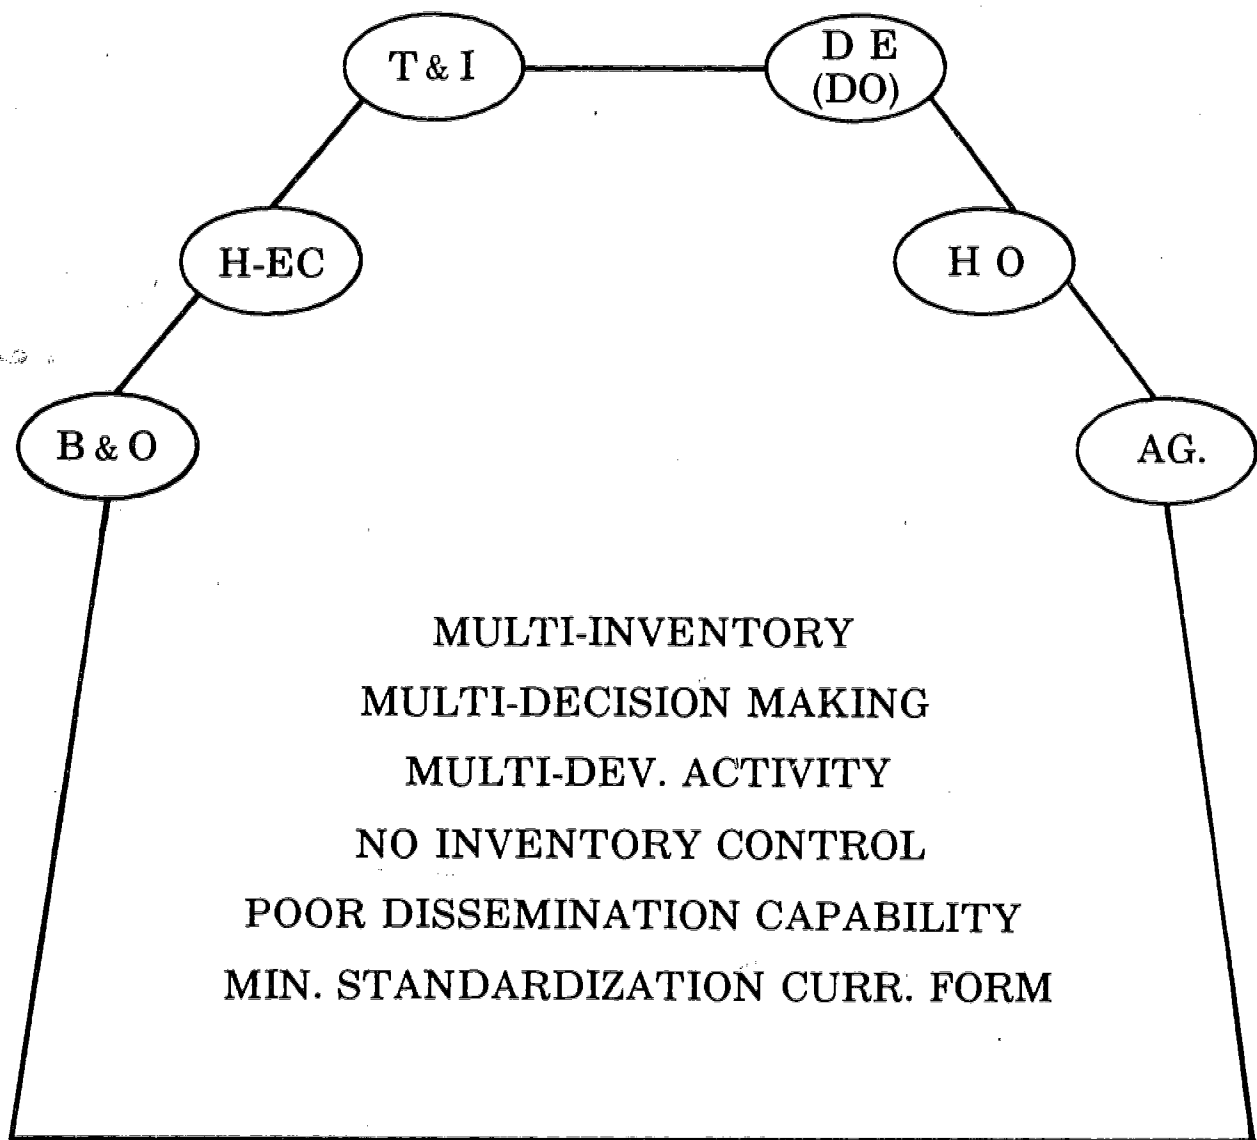 T & I
D E
(DO)
H-EC
H O
B & O
AG.
MULTI-INVENTORY
MULTI-DECISION MAKING
MULTI-DEV. ACTIVITY
NO INVENTORY CONTROL
POOR DISSEMINATION CAPABILITY
MIN. STANDARDIZATION CURR. FORM